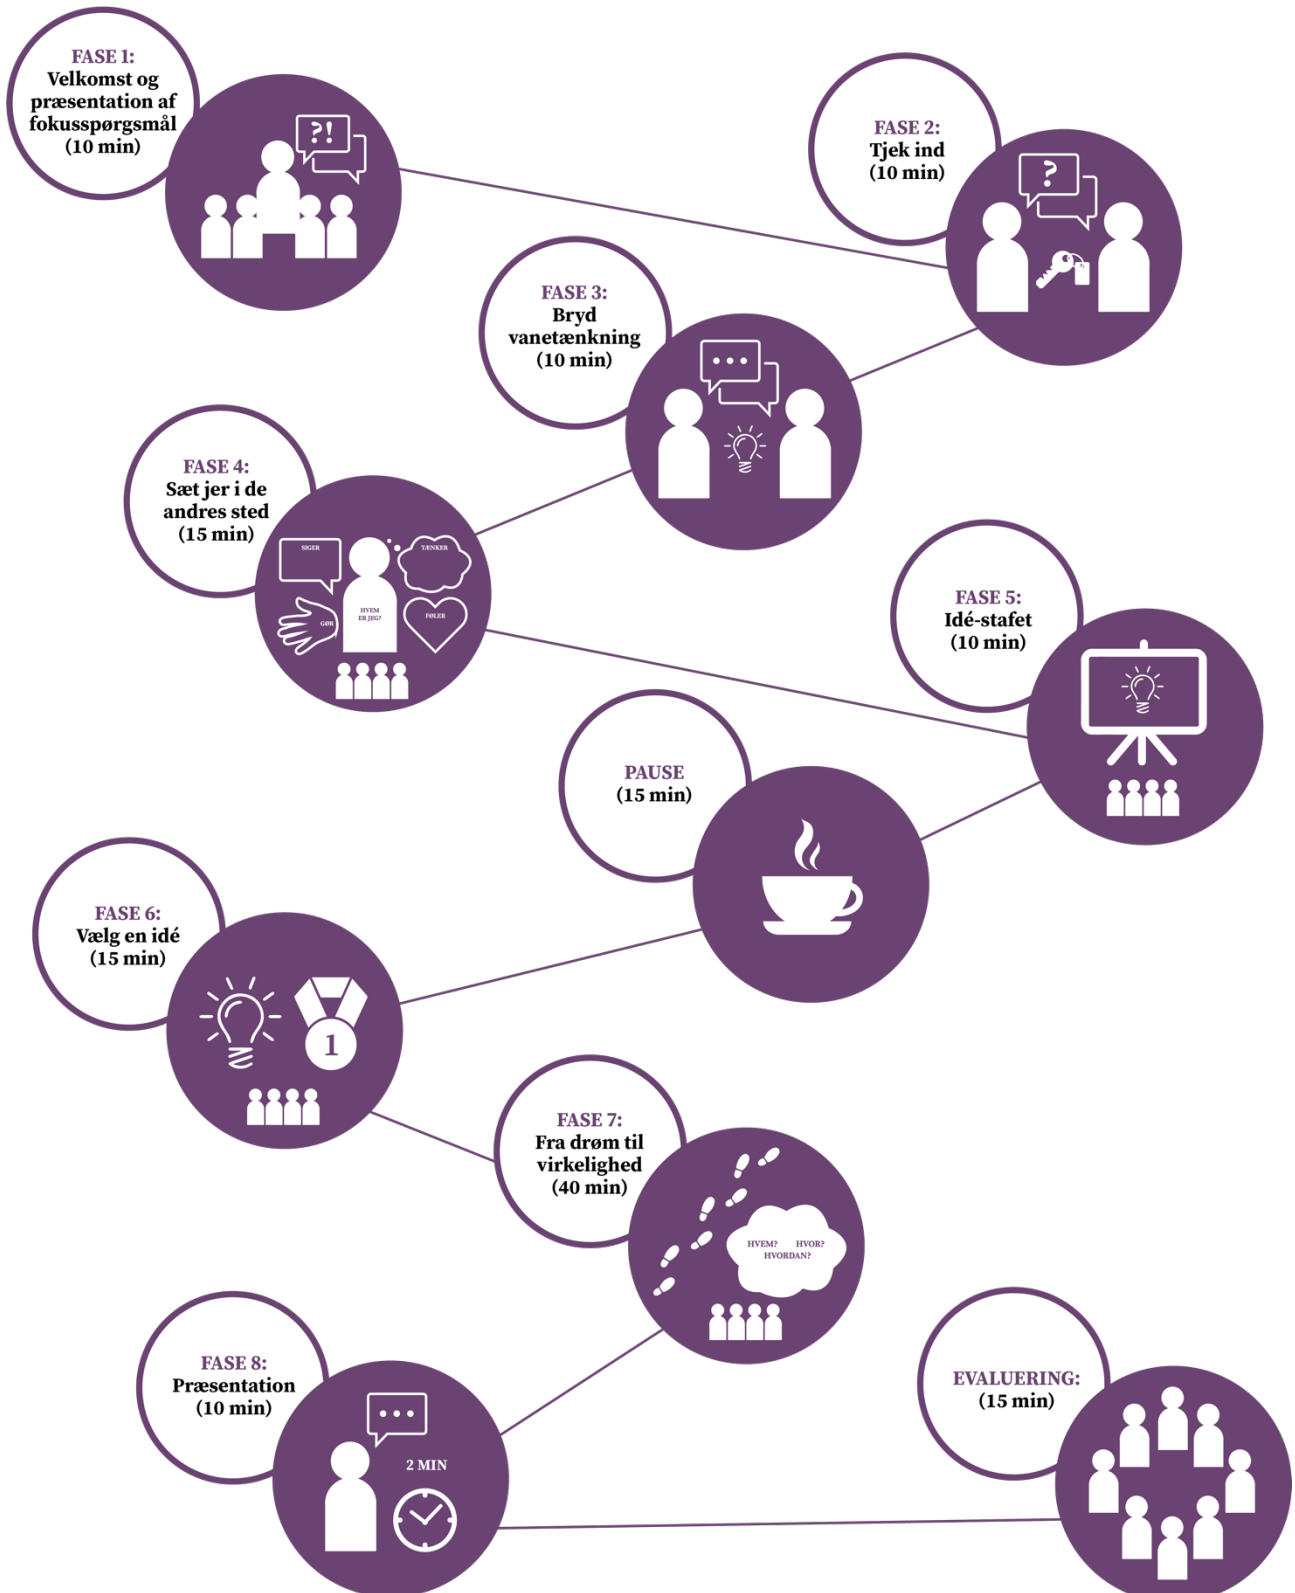 FASE 1:
Velkomst og
præsentation af
fokusspørgsmål
(10 min)
?!
FASE 2:
Tjek ind
(10 min)
?
FASE 3:
Bryd
vanetænkning
(10 min)
FASE 4:
Sæt jer i de
andres sted
(15 min)
SIGER
TÆNKER
HVEM
ER JEG?
GØR
FØLER
FASE 5:
Idé-stafet
(10 min)
PAUSE
(15 min)
FASE 6:
Vælg en idé
(15 min)
1
FASE 7:
Fra drøm til
virkelighed
(40 min)
HVEM? HVOR?
HVORDAN?
FASE 8:
Præsentation
(10 min)
2 MIN
EVALUERING:
(15 min)